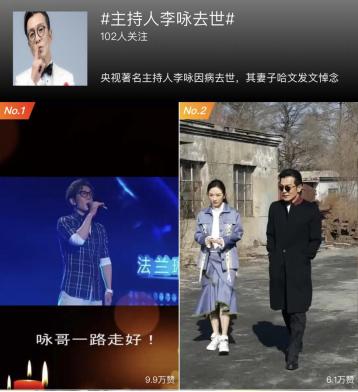 #主持人李咏去世#
102人关注
央视著名主持人李咏因病去世，其妻子哈文发文悼念
No.1
No.2
法兰
咏哥一路走好！
9.9万赞
6.1万赞